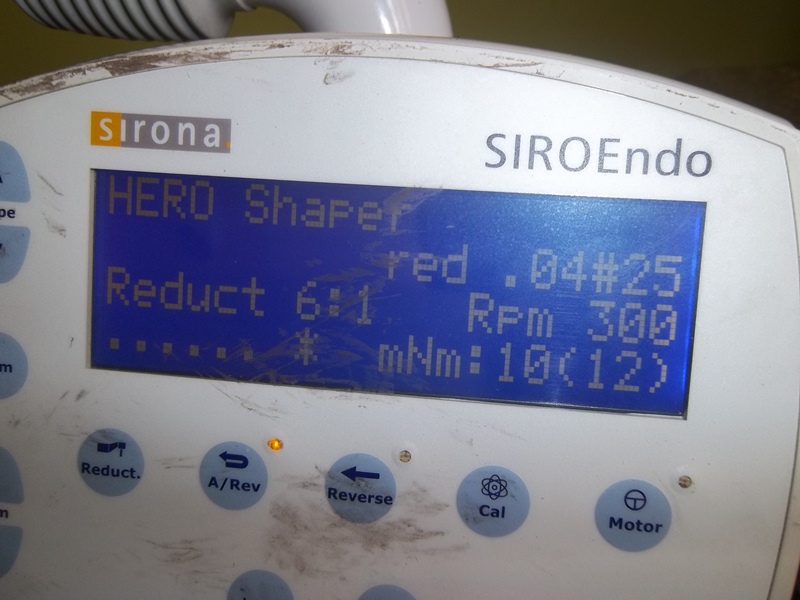 sirona.
SIROEndo
HERO Shaper
red .04#25
Reduct 6:1 Rpm 300
......* mNm:10(12)
pe
m
Reduct.
A/Rev
Reverse
Cal
Motor
m